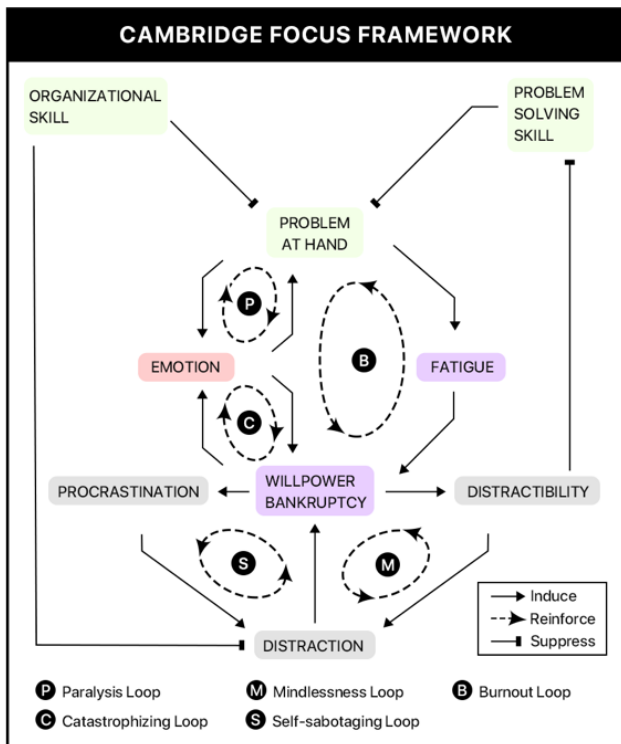 CAMBRIDGE FOCUS FRAMEWORK
ORGANIZATIONAL
SKILL
PROBLEM
SOLVING
SKILL
PROBLEM
AT HAND
P
B
EMOTION
FATIGUE
C
PROCRASTINATION
WILLPOWER
BANKRUPTCY
DISTRACTIBILITY
S
M
DISTRACTION
Induce
Reinforce
Suppress
P Paralysis Loop
M Mindlessness Loop
B Burnout Loop
C Catastrophizing Loop
S Self-sabotaging Loop